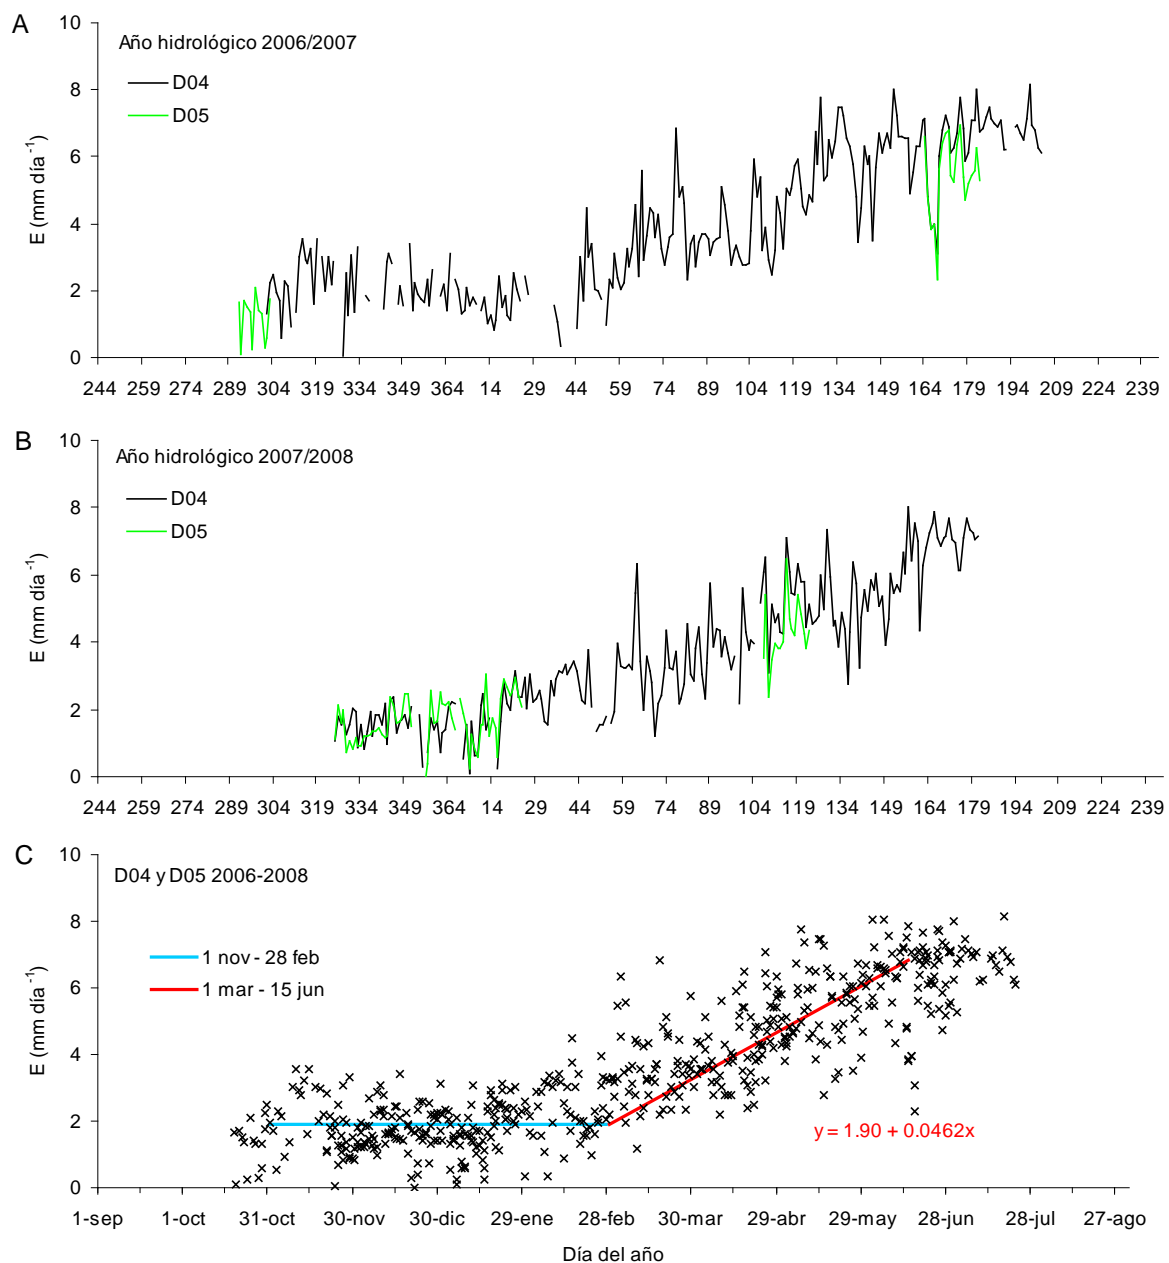 A
Año hidrológico 2006/2007
D04
D05
E (mm día⁻¹)
10
8
6
4
2
0
244 259 274 289 304 319 334 349 364 14 29 44 59 74 89 104 119 134 149 164 179 194 209 224 239
B
Año hidrológico 2007/2008
D04
D05
E (mm día⁻¹)
10
8
6
4
2
0
244 259 274 289 304 319 334 349 364 14 29 44 59 74 89 104 119 134 149 164 179 194 209 224 239
C
D04 y D05 2006-2008
1 nov - 28 feb
1 mar - 15 jun
E (mm día⁻¹)
10
8
6
4
2
0
y = 1.90 + 0.0462x
1-sep 1-oct 31-oct 30-nov 30-dic 29-ene 28-feb 30-mar 29-abr 29-may 28-jun 28-jul 27-ago
Día del año